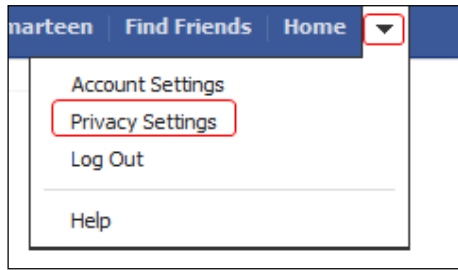 marteen Find Friends Home
Account Settings
Privacy Settings
Log Out
Help